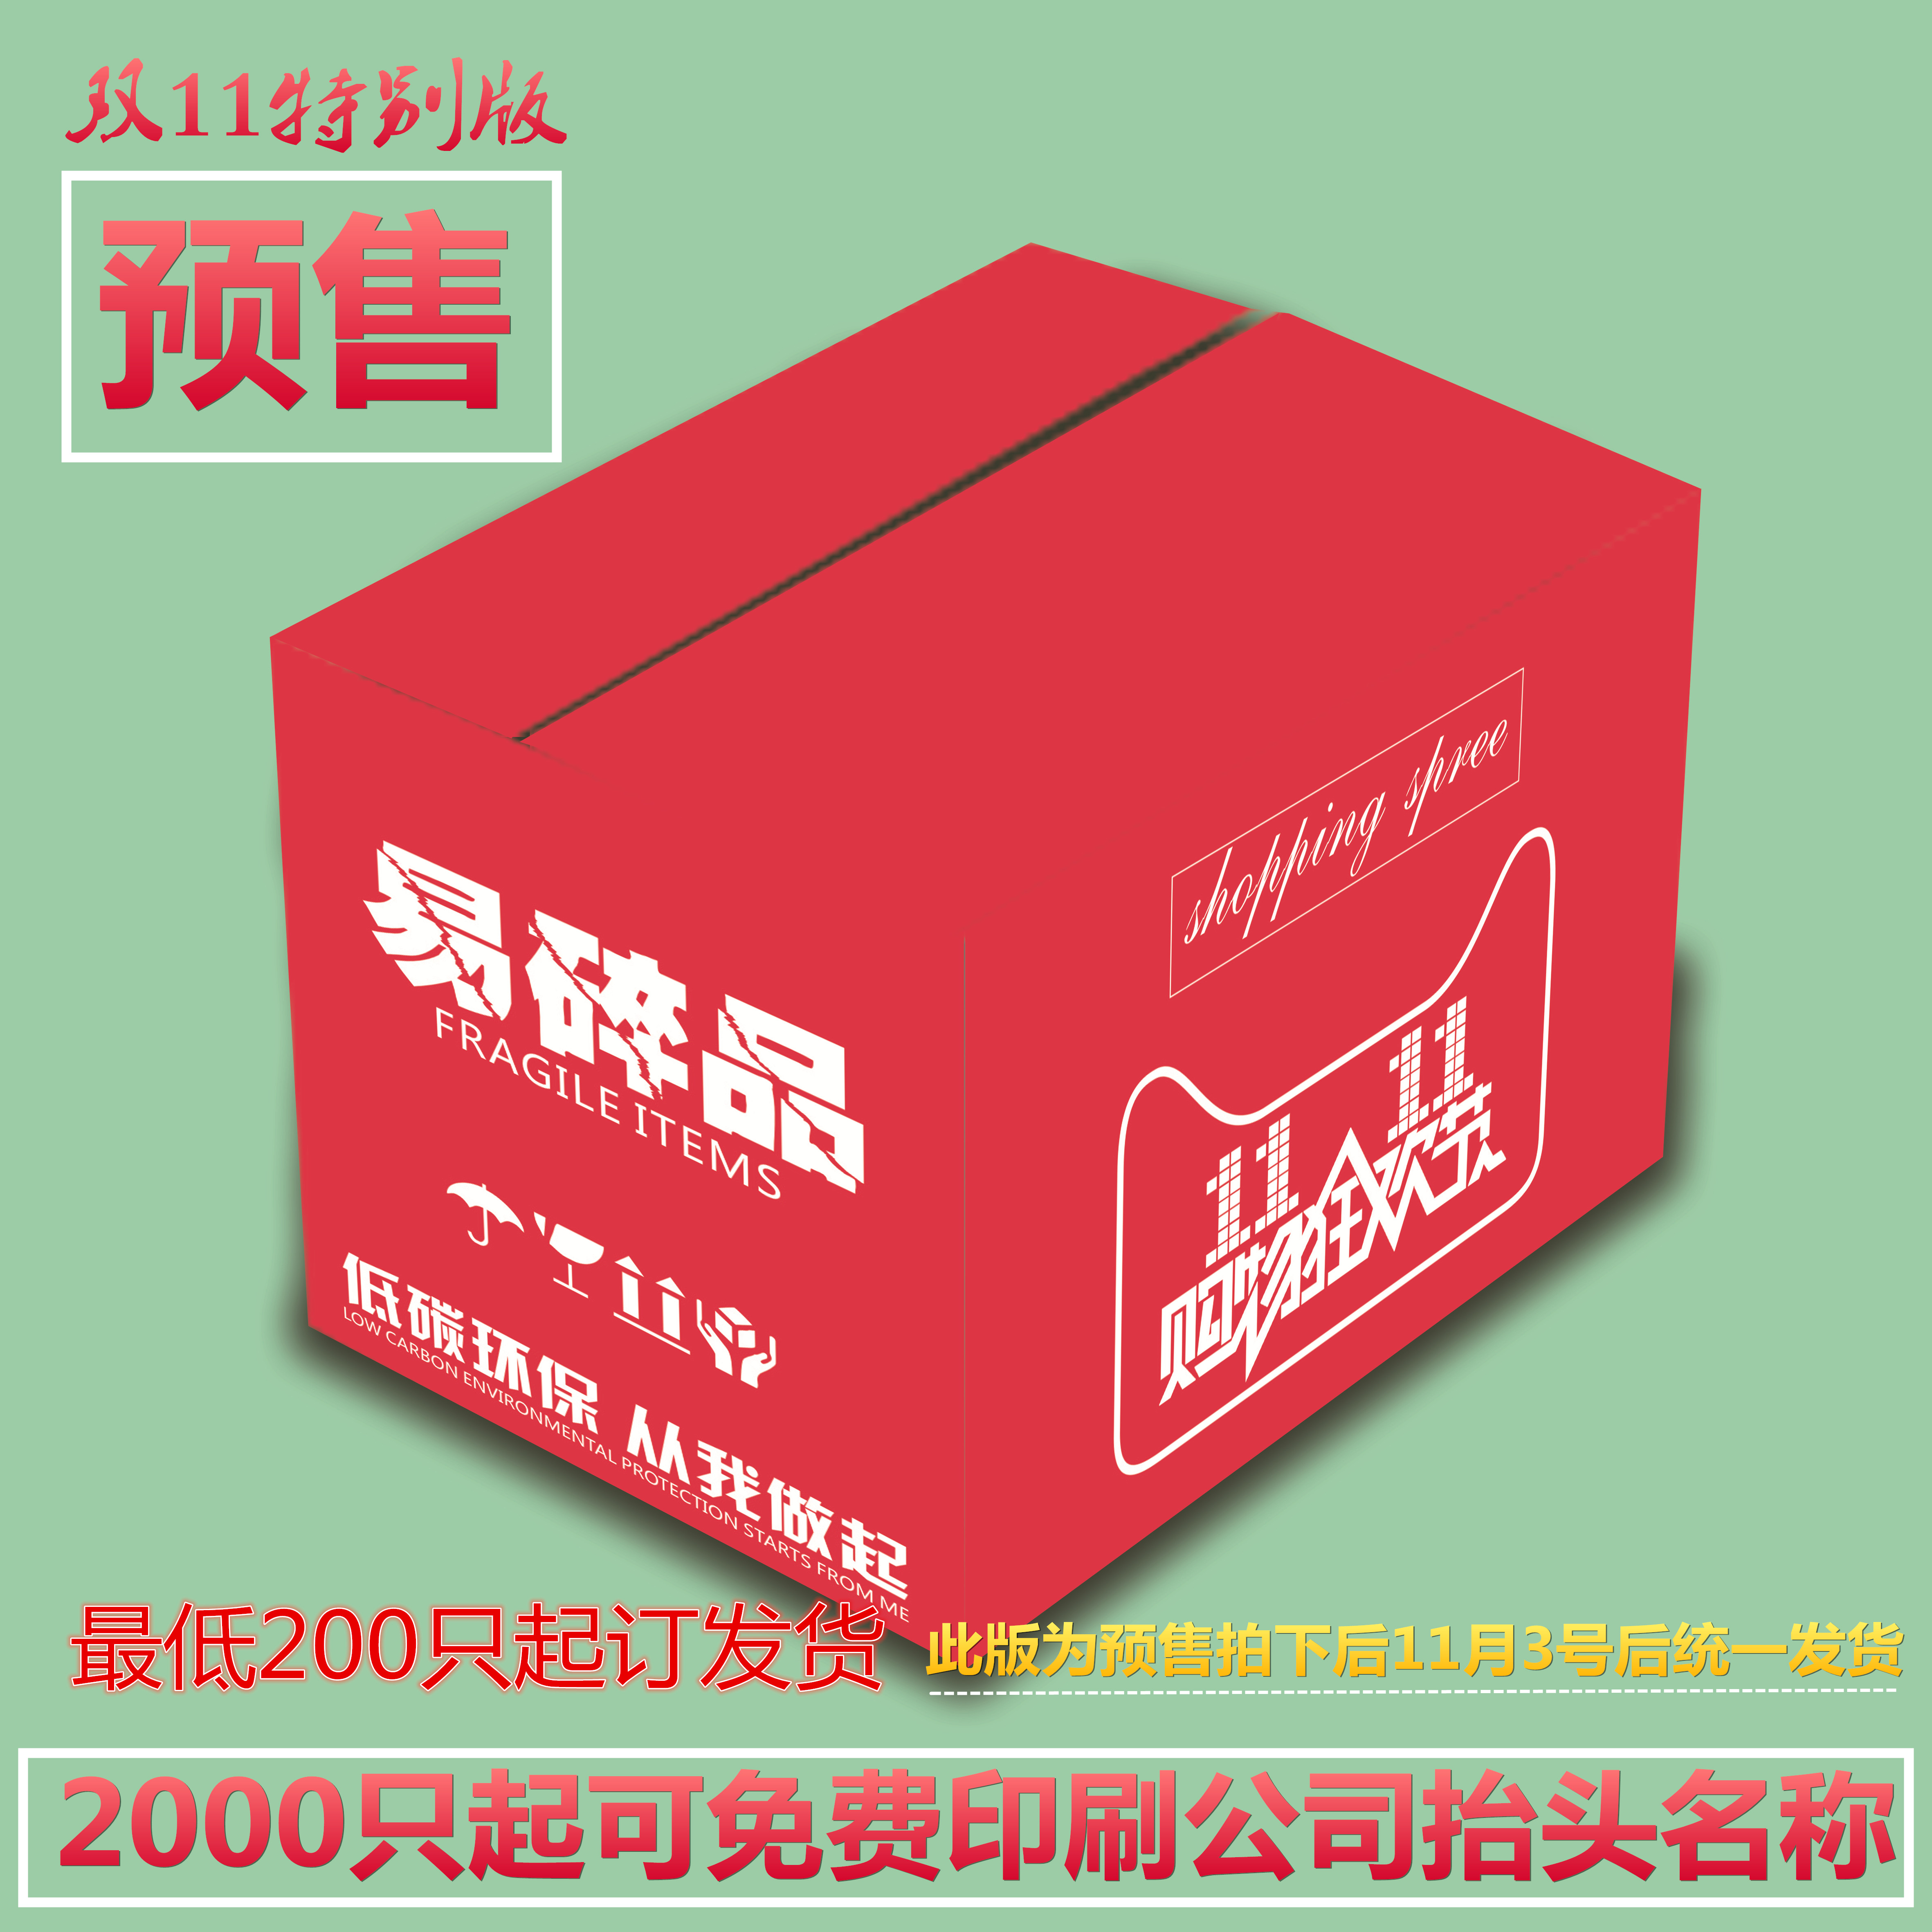 双11特别版
预售
shopping spree
11 11
购物狂欢节
易碎品
FRAGILE ITEMS
低碳环保 从我做起
LOW CARBON ENVIRONMENTAL PROTECTION STARTS FROM ME
最低200只起订发货
此版为预售拍下后11月3号后统一发货
2000只起可免费印刷公司抬头名称